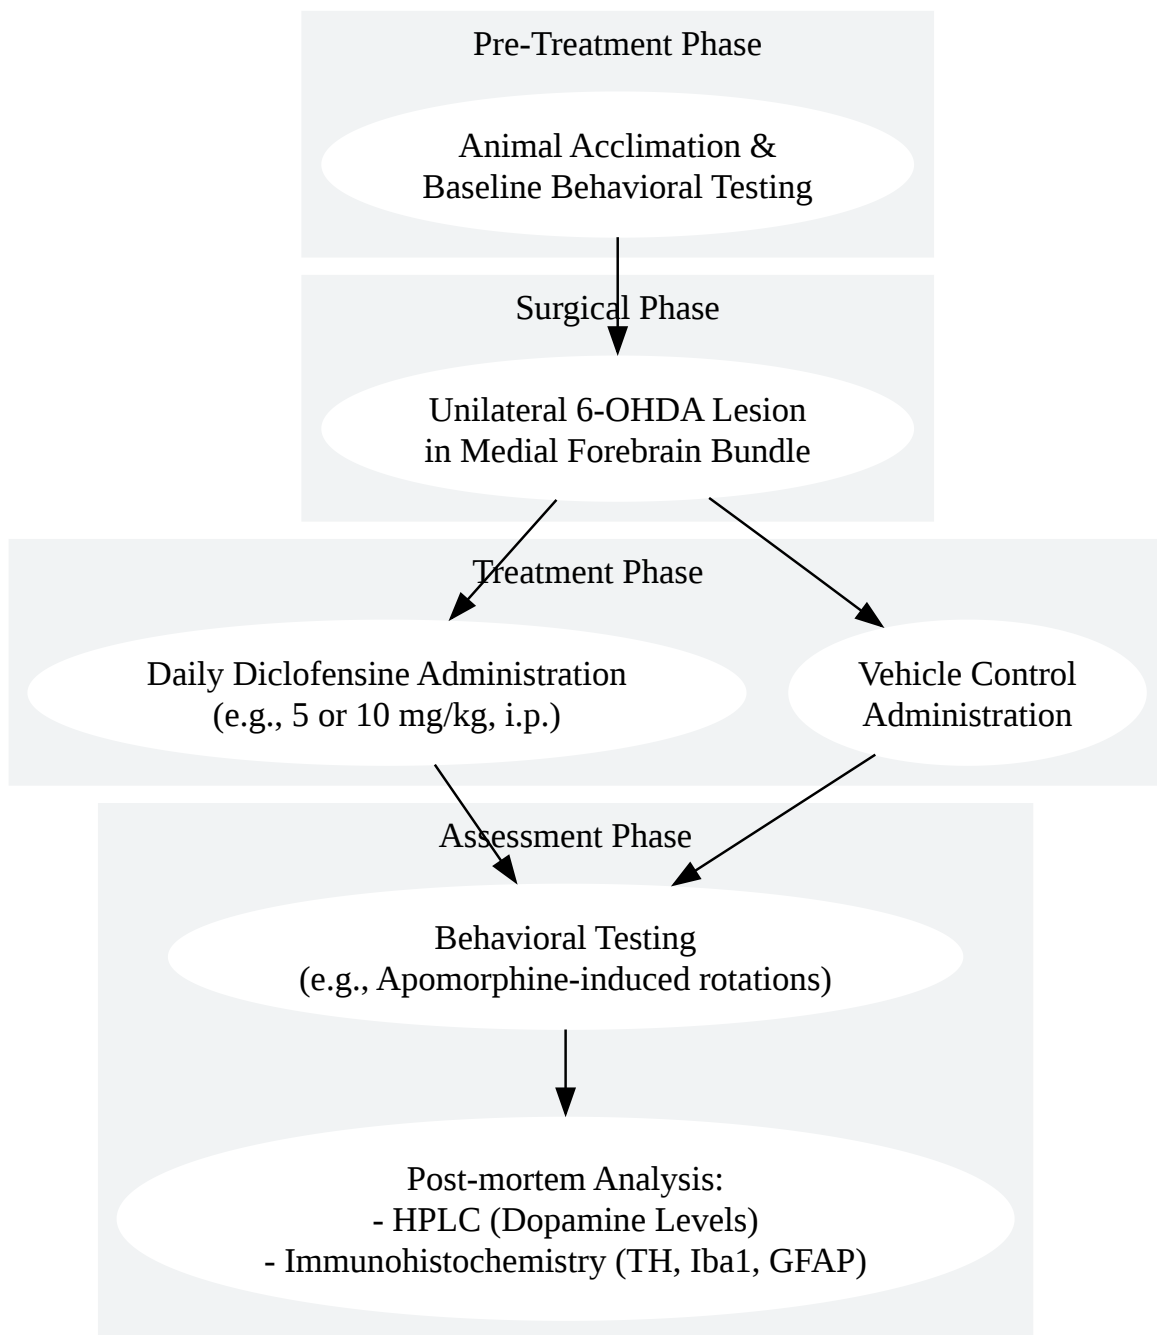 Pre-Treatment Phase
Animal Acclimation &
Baseline Behavioral Testing
Surgical Phase
Unilateral 6-OHDA Lesion
in Medial Forebrain Bundle
Treatment Phase
Daily Diclofensine Administration
(e.g., 5 or 10 mg/kg, i.p.)
Vehicle Control
Administration
Assessment Phase
Behavioral Testing
(e.g., Apomorphine-induced rotations)
Post-mortem Analysis:
- HPLC (Dopamine Levels)
- Immunohistochemistry (TH, Iba1, GFAP)